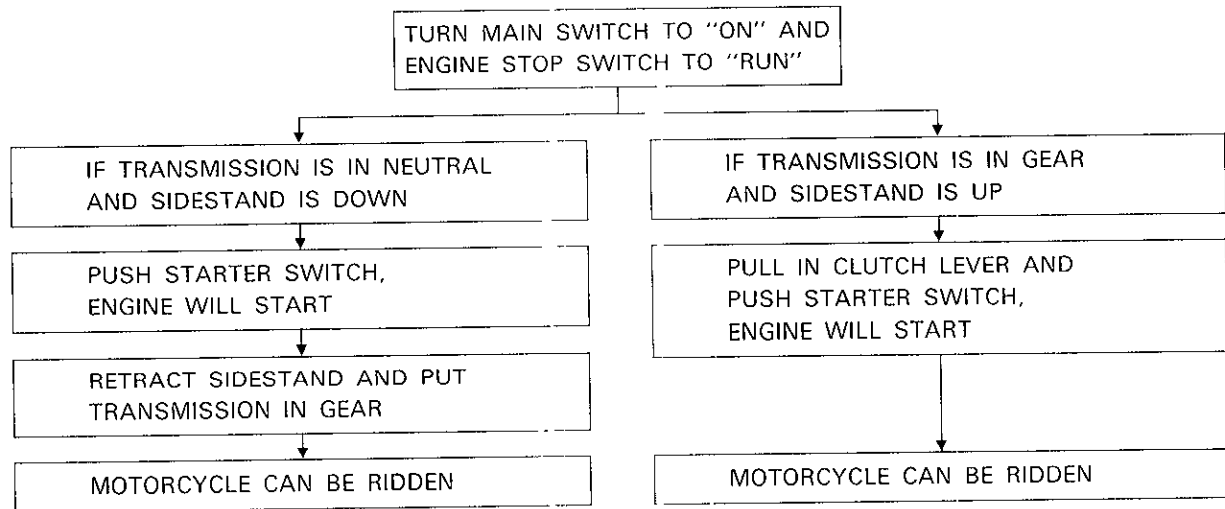 TURN MAIN SWITCH TO "ON" AND
ENGINE STOP SWITCH TO "RUN"
IF TRANSMISSION IS IN NEUTRAL
AND SIDESTAND IS DOWN
PUSH STARTER SWITCH,
ENGINE WILL START
RETRACT SIDESTAND AND PUT
TRANSMISSION IN GEAR
MOTORCYCLE CAN BE RIDDEN
IF TRANSMISSION IS IN GEAR
AND SIDESTAND IS UP
PULL IN CLUTCH LEVER AND
PUSH STARTER SWITCH,
ENGINE WILL START
MOTORCYCLE CAN BE RIDDEN